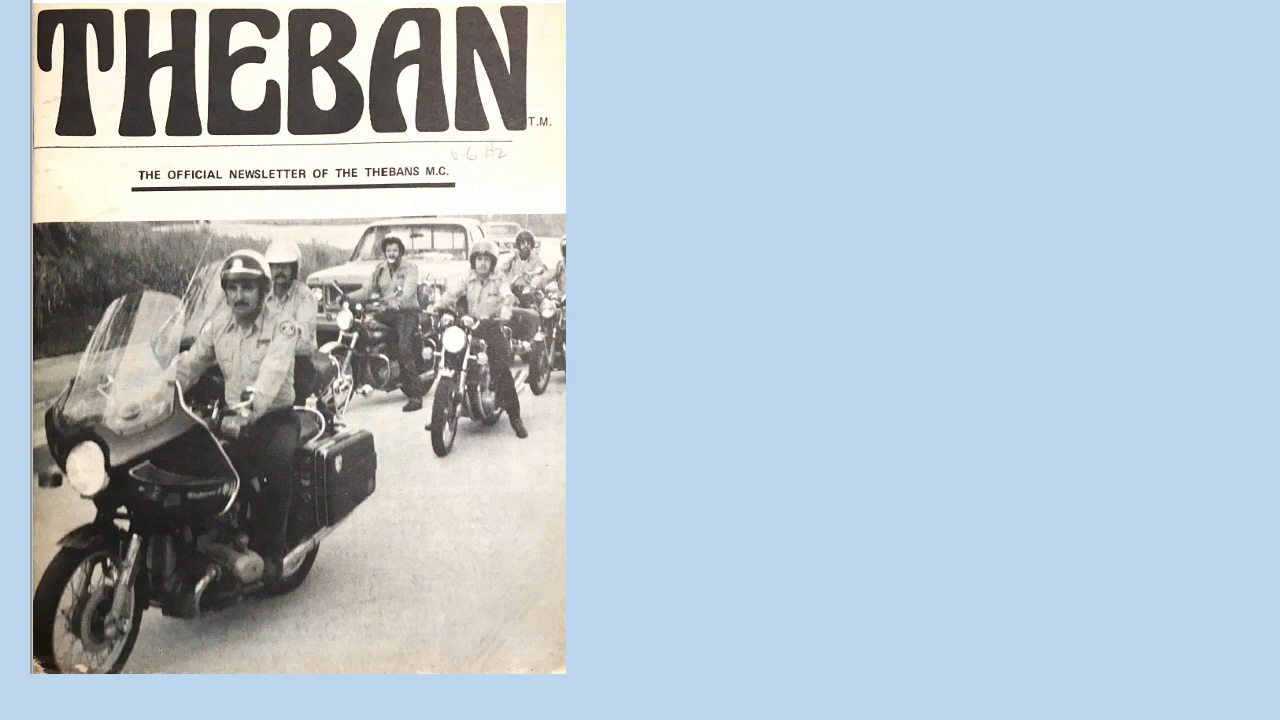 THEBAN
T.M.
THE OFFICIAL NEWSLETTER OF THE THEBANS M.C.